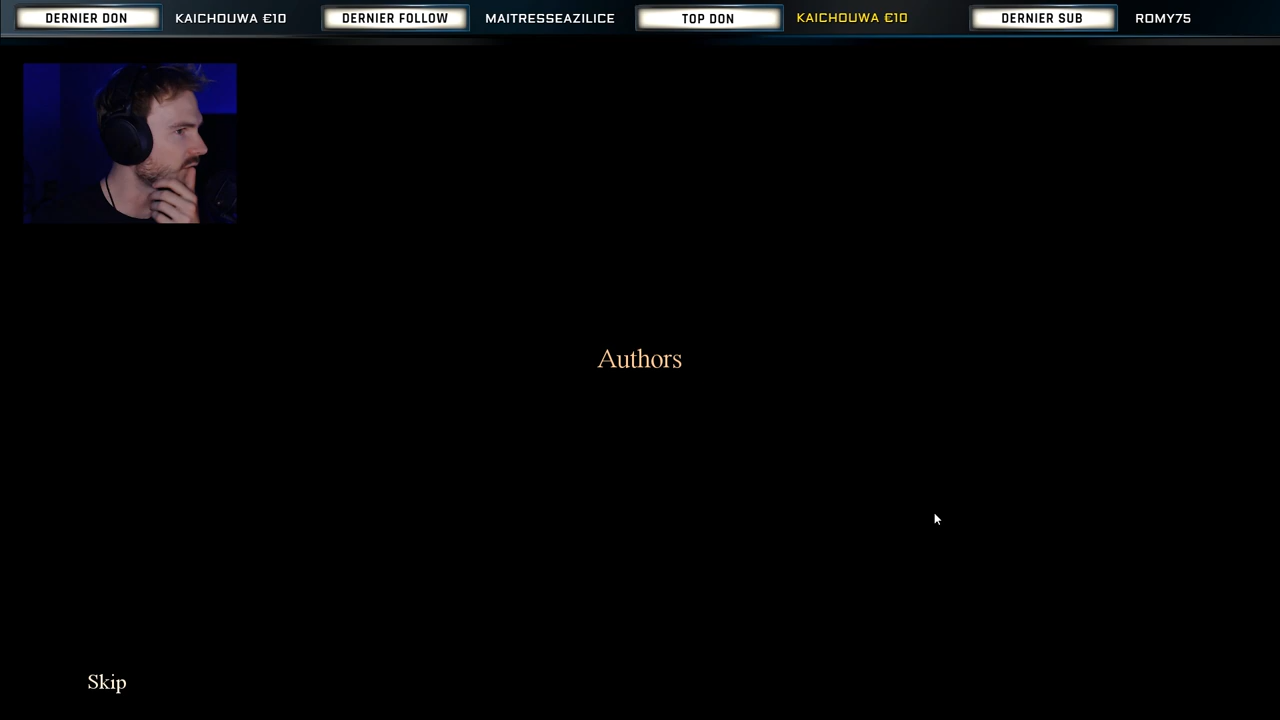 DERNIER DON KAICHOUWA €10 DERNIER FOLLOW MAITRESSEAZILICE TOP DON KAICHOUWA €10 DERNIER SUB ROMY75
Authors
Skip